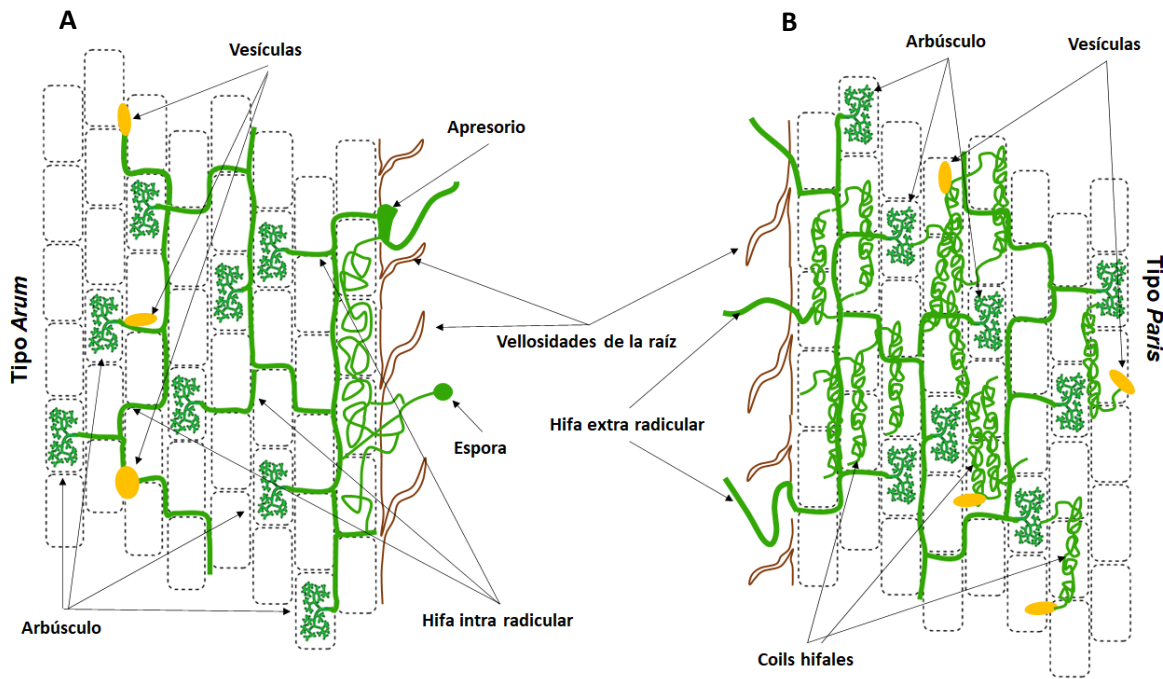 A
Vesículas
Apresorio
Tipo Arum
Vellosidades de la raíz
Hifa extra radicular
Espora
Arbúsculo
Hifa intra radicular
B
Arbúsculo
Vesículas
Tipo Paris
Coils hifales